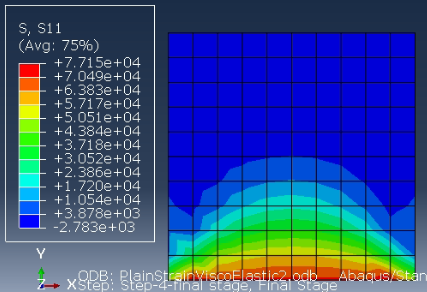 S, S11
(Avg: 75%)
+7.715e+04
+7.049e+04
+6.383e+04
+5.717e+04
+5.051e+04
+4.384e+04
+3.718e+04
+3.052e+04
+2.386e+04
+1.720e+04
+1.054e+04
+3.878e+03
-2.783e+03
Y
Z
X
ODB: PlainStrainViscoElastic2.odb Abaqus/Stan
Step: Step-4-final stage, Final Stage